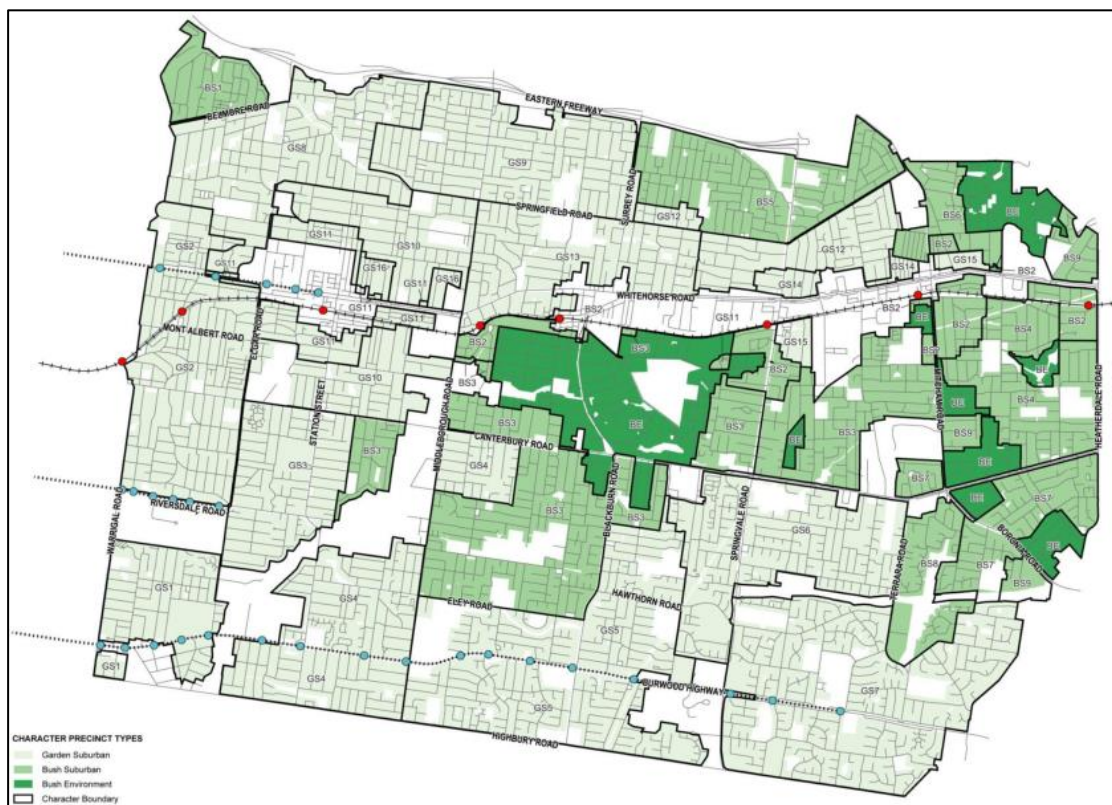 EASTERN FREEWAY
BS1
BELMORE ROAD
GS8
GS9
SURREY ROAD
BS5
BS6
BE
SPRINGFIELD ROAD
GS12
GS12
BS2
BS9
GS2
GS11
GS11
GS10
GS13
GS14
GS14
GS15
BS2
GS16
GS11
GS16
WHITEHORSE ROAD
BS2
GS11
BS2
BE
BS2
BS4
BS2
MONT ALBERT ROAD
ELGAR ROAD
GS11
GS11
GS11
BS2
BS3
GS15
BS2
BS2
BE
GS2
GS10
BS3
BE
BS4
HEATHERDALE ROAD
STATION STREET
MIDDLEBOROUGH ROAD
BS3
CANTERBURY ROAD
BE
BS3
BE
BS3
BS9
GS3
BS3
GS4
BE
BS7
BE
BS7
WARRIGAL ROAD
RIVERSDALE ROAD
BS3
BLACKBURN ROAD
BS3
SPRINGVALE ROAD
GS6
TERRARA ROAD
BORONIA ROAD
BE
BS8
BS7
BS9
GS1
GS4
ELEY ROAD
HAWTHORN ROAD
GS5
GS1
GS4
GS5
BURWOOD HIGHWAY
GS7
HIGHBURY ROAD
CHARACTER PRECINCT TYPES
Garden Suburban
Bush Suburban
Bush Environment
Character Boundary